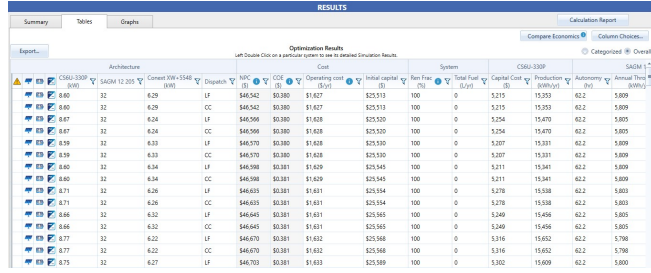 RESULTS
Summary Tables Graphs Calculation Report
Compare Economics Column Choices...
Export... Optimization Results Categorized Overall
Left Double Click on a particular system to see its detailed Simulation Results.
Architecture Cost System CS6U-330P SAGM 1
CS6U-330P (kW) SAGM 12 205 Conext XW+5548 (kW) Dispatch NPC ($) COE ($) Operating cost ($/yr) Initial capital ($) Ren Frac (%) Total Fuel (L/yr) Capital Cost ($) Production (kWh/yr) Autonomy (hr) Annual Thro (kWh/y
8.60 32 6.29 LF $46,542 $0.380 $1,627 $25,513 100 0 5,215 15,353 62.2 5,809
8.60 32 6.29 CC $46,542 $0.380 $1,627 $25,513 100 0 5,215 15,353 62.2 5,809
8.67 32 6.24 LF $46,566 $0.380 $1,628 $25,520 100 0 5,254 15,470 62.2 5,805
8.67 32 6.24 CC $46,566 $0.380 $1,628 $25,520 100 0 5,254 15,470 62.2 5,805
8.59 32 6.33 LF $46,570 $0.380 $1,628 $25,530 100 0 5,207 15,331 62.2 5,809
8.59 32 6.33 CC $46,570 $0.380 $1,628 $25,530 100 0 5,207 15,331 62.2 5,809
8.60 32 6.34 LF $46,598 $0.381 $1,629 $25,545 100 0 5,211 15,341 62.2 5,809
8.60 32 6.34 CC $46,598 $0.381 $1,629 $25,545 100 0 5,211 15,341 62.2 5,809
8.71 32 6.26 LF $46,635 $0.381 $1,631 $25,554 100 0 5,278 15,538 62.2 5,803
8.71 32 6.26 CC $46,635 $0.381 $1,631 $25,554 100 0 5,278 15,538 62.2 5,803
8.66 32 6.32 LF $46,645 $0.381 $1,631 $25,565 100 0 5,249 15,456 62.2 5,805
8.66 32 6.32 CC $46,645 $0.381 $1,631 $25,565 100 0 5,249 15,456 62.2 5,805
8.77 32 6.22 LF $46,670 $0.381 $1,632 $25,568 100 0 5,316 15,652 62.2 5,798
8.77 32 6.22 CC $46,670 $0.381 $1,632 $25,568 100 0 5,316 15,652 62.2 5,798
8.75 32 6.27 LF $46,703 $0.381 $1,633 $25,589 100 0 5,302 15,609 62.2 5,800